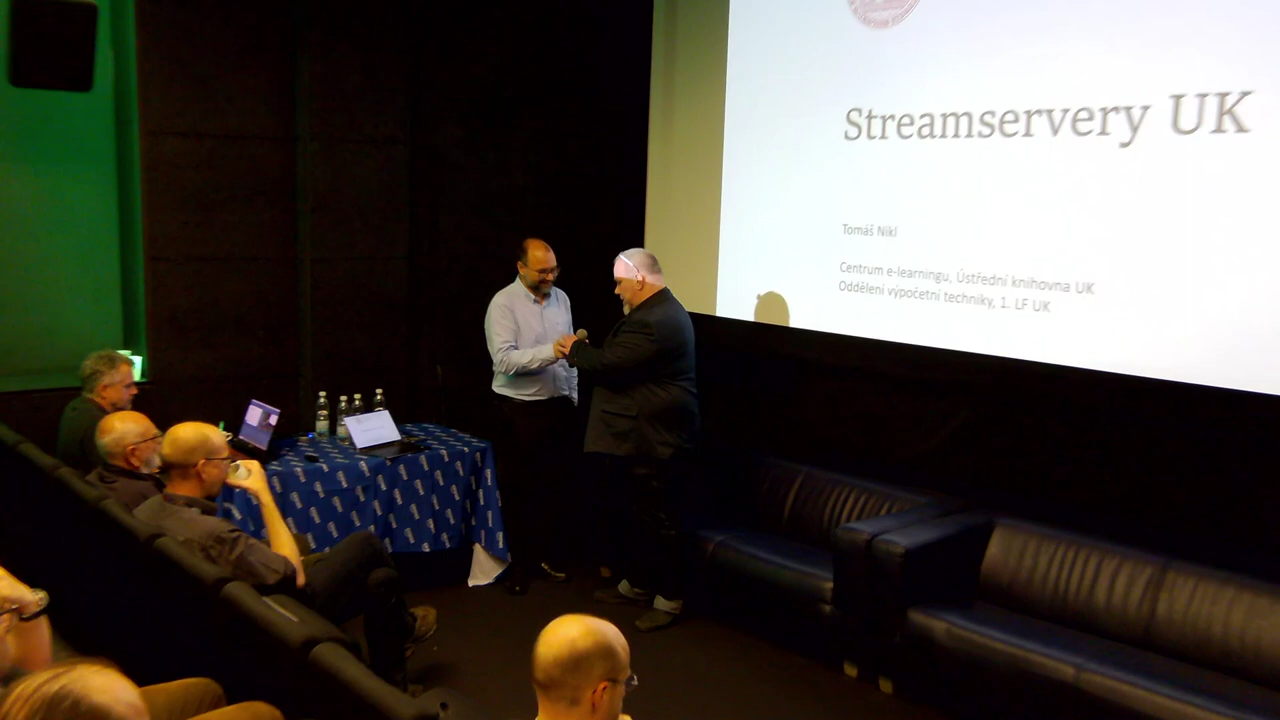 Streamservery UK
Tomáš Nikl
Centrum e-learningu, Ústřední knihovna UK
Oddělení výpočetní techniky, 1. LF UK